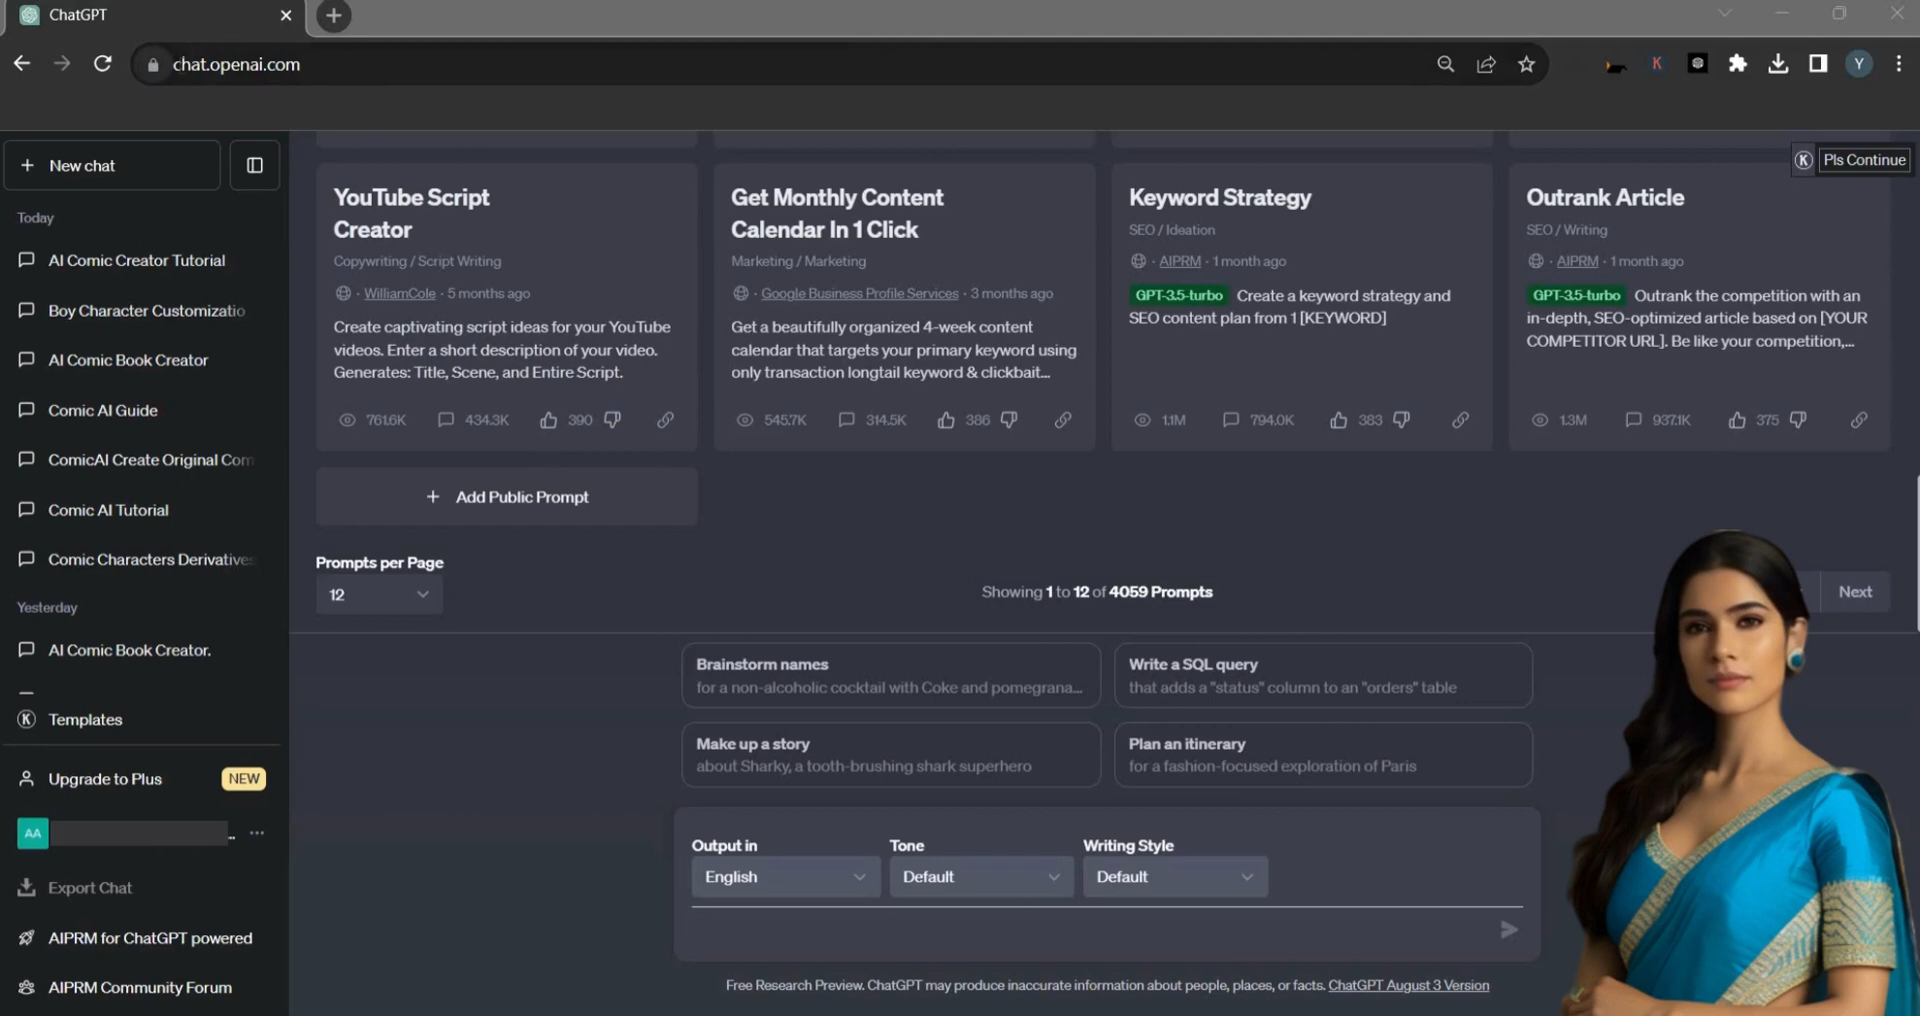 ChatGPT
chat.openai.com
K
Y
New chat
K Pls Continue
Today
AI Comic Creator Tutorial
Boy Character Customizatio
AI Comic Book Creator
Comic AI Guide
ComicAI Create Original Com
Comic AI Tutorial
Comic Characters Derivatives
Yesterday
AI Comic Book Creator.
K Templates
Upgrade to Plus NEW
AA ..
Export Chat
AIPRM for ChatGPT powered
AIPRM Community Forum
YouTube Script
Creator
Copywriting / Script Writing
· WilliamCole · 5 months ago
Create captivating script ideas for your YouTube
videos. Enter a short description of your video.
Generates: Title, Scene, and Entire Script.
761.6K 434.3K 390
Get Monthly Content
Calendar In 1 Click
Marketing / Marketing
· Google Business Profile Services · 3 months ago
Get a beautifully organized 4-week content
calendar that targets your primary keyword using
only transaction longtail keyword & clickbait...
545.7K 314.5K 386
Keyword Strategy
SEO / Ideation
· AIPRM · 1 month ago
GPT-3.5-turbo Create a keyword strategy and
SEO content plan from 1 [KEYWORD]
1.1M 794.0K 383
Outrank Article
SEO / Writing
· AIPRM · 1 month ago
GPT-3.5-turbo Outrank the competition with an
in-depth, SEO-optimized article based on [YOUR
COMPETITOR URL]. Be like your competition,...
1.3M 937.1K 375
+ Add Public Prompt
Prompts per Page
12
Showing 1 to 12 of 4059 Prompts
Next
Brainstorm names
for a non-alcoholic cocktail with Coke and pomegrana...
Write a SQL query
that adds a "status" column to an "orders" table
Make up a story
about Sharky, a tooth-brushing shark superhero
Plan an itinerary
for a fashion-focused exploration of Paris
Output in Tone Writing Style
English Default Default
Free Research Preview. ChatGPT may produce inaccurate information about people, places, or facts. ChatGPT August 3 Version